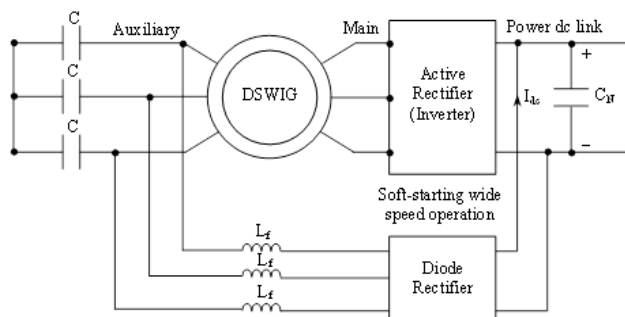 C
Auxiliary
Main
Power dc link
C
C
DSWIG
Active
Rectifier
(Inverter)
I_dc
+
C_N
−
Soft-starting wide
speed operation
L_f
L_f
L_f
Diode
Rectifier